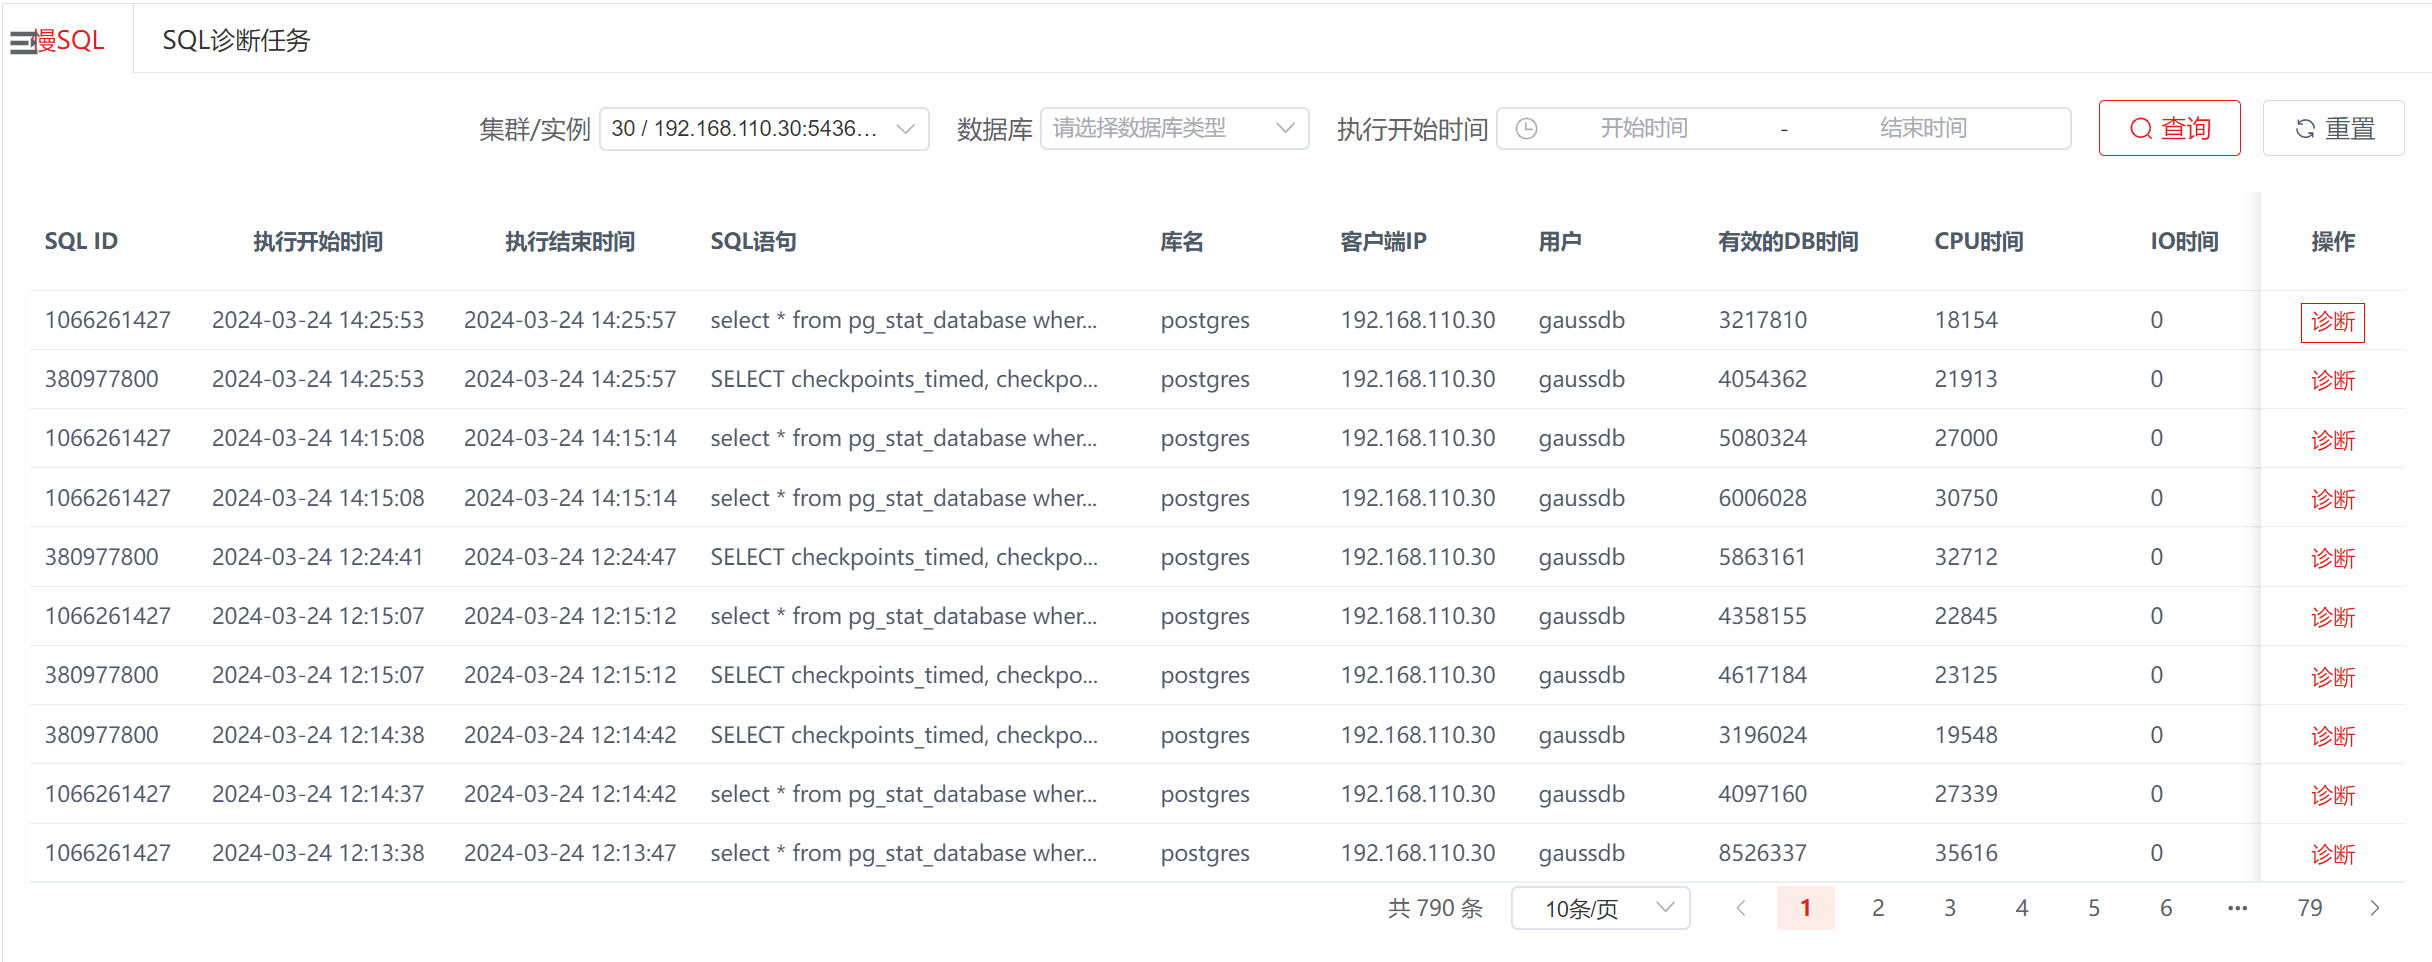 慢SQL SQL诊断任务
集群/实例 30 / 192.168.110.30:5436... 数据库 请选择数据库类型 执行开始时间 开始时间 - 结束时间 查询 重置
SQL ID 执行开始时间 执行结束时间 SQL语句 库名 客户端IP 用户 有效的DB时间 CPU时间 IO时间 操作
1066261427 2024-03-24 14:25:53 2024-03-24 14:25:57 select * from pg_stat_database wher... postgres 192.168.110.30 gaussdb 3217810 18154 0 诊断
380977800 2024-03-24 14:25:53 2024-03-24 14:25:57 SELECT checkpoints_timed, checkpo... postgres 192.168.110.30 gaussdb 4054362 21913 0 诊断
1066261427 2024-03-24 14:15:08 2024-03-24 14:15:14 select * from pg_stat_database wher... postgres 192.168.110.30 gaussdb 5080324 27000 0 诊断
1066261427 2024-03-24 14:15:08 2024-03-24 14:15:14 select * from pg_stat_database wher... postgres 192.168.110.30 gaussdb 6006028 30750 0 诊断
380977800 2024-03-24 12:24:41 2024-03-24 12:24:47 SELECT checkpoints_timed, checkpo... postgres 192.168.110.30 gaussdb 5863161 32712 0 诊断
1066261427 2024-03-24 12:15:07 2024-03-24 12:15:12 select * from pg_stat_database wher... postgres 192.168.110.30 gaussdb 4358155 22845 0 诊断
380977800 2024-03-24 12:15:07 2024-03-24 12:15:12 SELECT checkpoints_timed, checkpo... postgres 192.168.110.30 gaussdb 4617184 23125 0 诊断
380977800 2024-03-24 12:14:38 2024-03-24 12:14:42 SELECT checkpoints_timed, checkpo... postgres 192.168.110.30 gaussdb 3196024 19548 0 诊断
1066261427 2024-03-24 12:14:37 2024-03-24 12:14:42 select * from pg_stat_database wher... postgres 192.168.110.30 gaussdb 4097160 27339 0 诊断
1066261427 2024-03-24 12:13:38 2024-03-24 12:13:47 select * from pg_stat_database wher... postgres 192.168.110.30 gaussdb 8526337 35616 0 诊断
共 790 条 10条/页 1 2 3 4 5 6 ••• 79